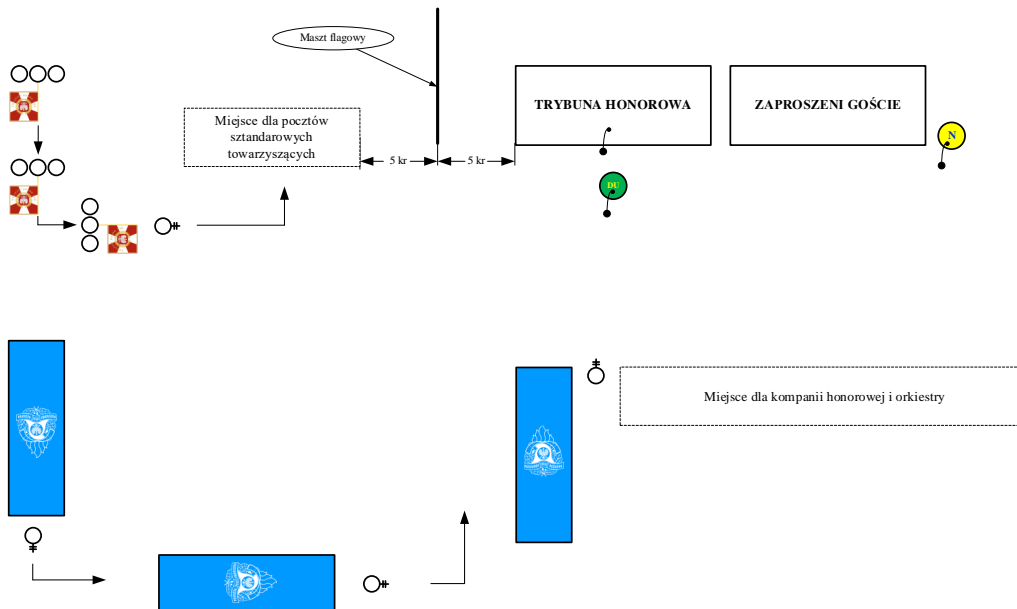 Maszt flagowy
TRYBUNA HONOROWA
ZAPROSZENI GOŚCIE
Miejsce dla pocztów
sztandarowych
towarzyszących
N
5 kr
5 kr
DU
Miejsce dla kompanii honorowej i orkiestry